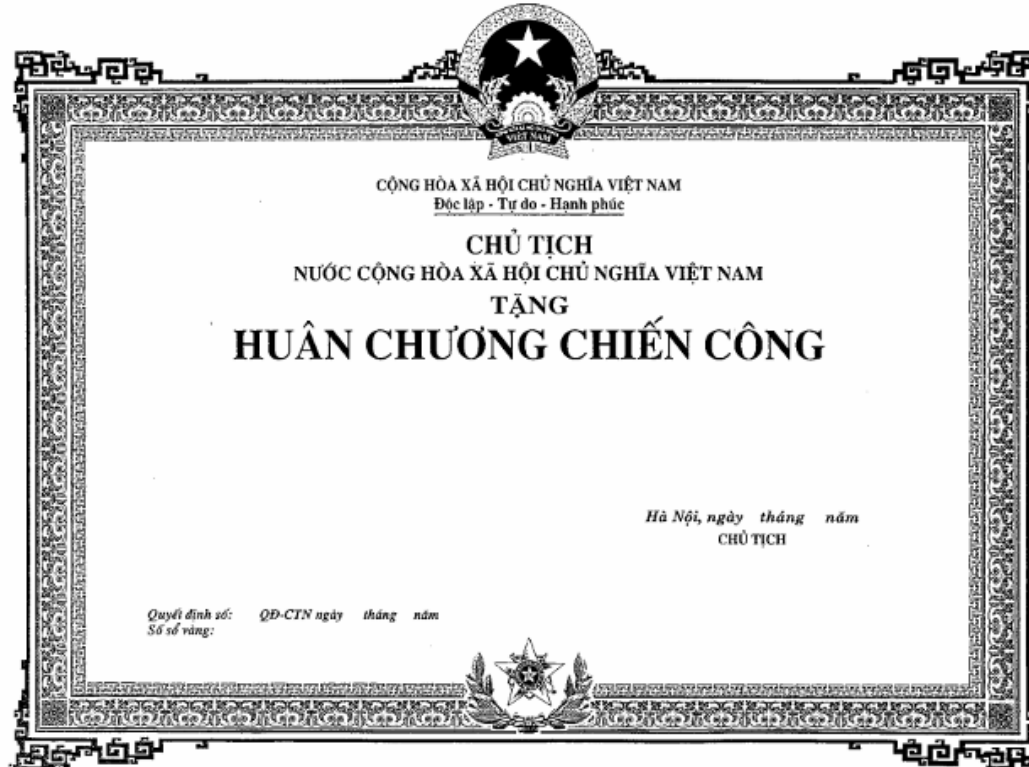 VIỆT NAM
CỘNG HÒA XÃ HỘI CHỦ NGHĨA VIỆT NAM
Độc lập - Tự do - Hạnh phúc
CHỦ TỊCH
NƯỚC CỘNG HÒA XÃ HỘI CHỦ NGHĨA VIỆT NAM
TẶNG
HUÂN CHƯƠNG CHIẾN CÔNG
Hà Nội, ngày tháng năm
CHỦ TỊCH
Quyết định số: QĐ-CTN ngày tháng năm
Số sổ vàng: